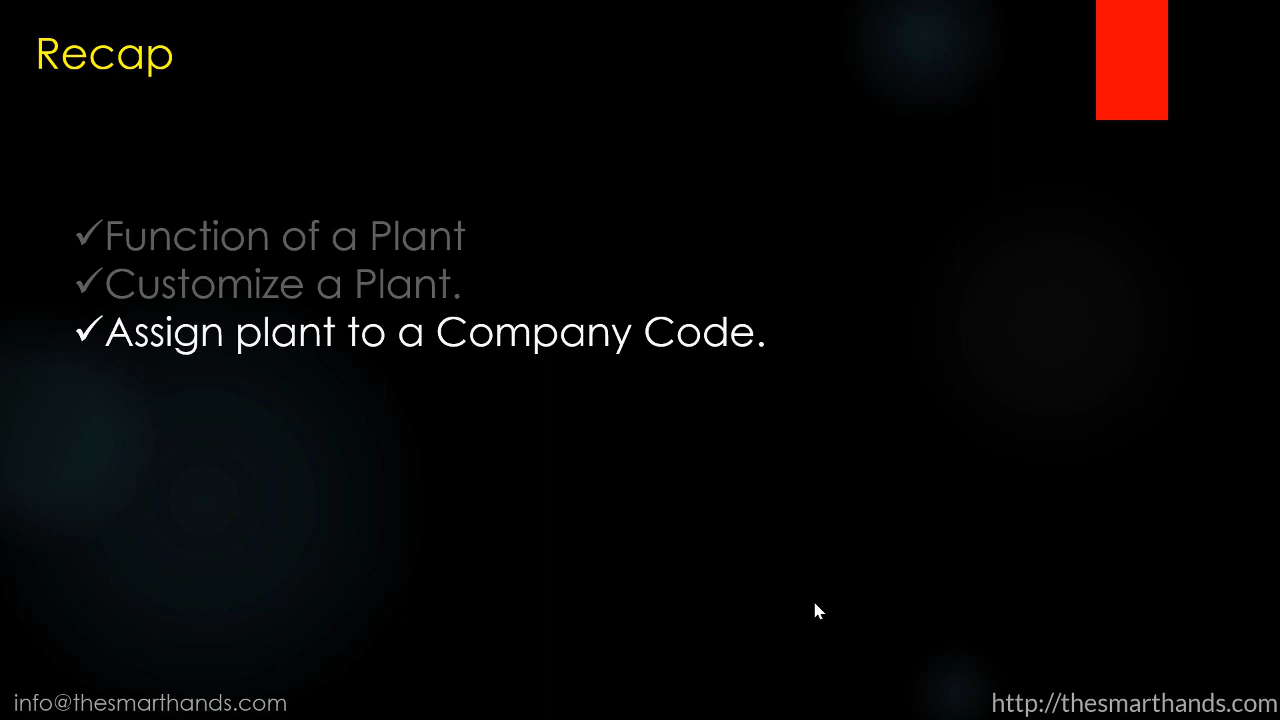 Recap
✓Function of a Plant
✓Customize a Plant.
✓Assign plant to a Company Code.
info@thesmarthands.com
http://thesmarthands.com